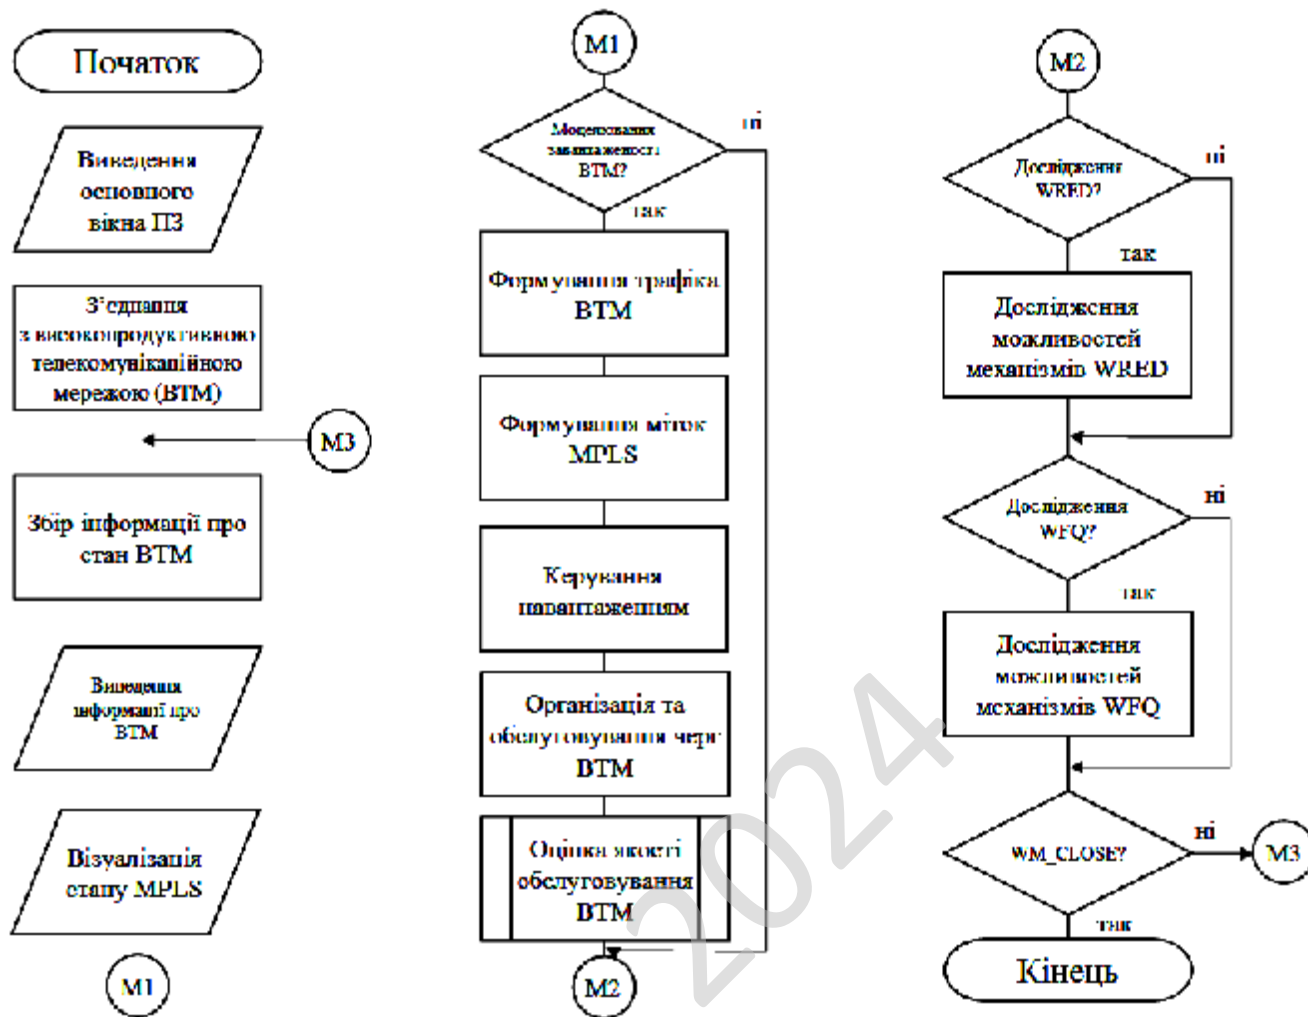 Початок
Виведення
основного
вікна ПЗ
З’єднання
з високопродуктивною
телекомунікаційною
мережою (ВТМ)
М3
Збір інформації про
стан ВТМ
Виведення
інформації про
ВТМ
Візуалізація
стану MPLS
М1
М1
Моделювання
завантаженості
ВТМ?
ні
так
Формування трафіка
ВТМ
Формування міток
MPLS
Керування
навантаженням
Організація та
обслуговування черг
ВТМ
Оцінка якості
обслуговування
ВТМ
М2
М2
Дослідження
WRED?
ні
так
Дослідження
можливостей
механізмів WRED
Дослідження
WFQ?
ні
так
Дослідження
можливостей
механізмів WFQ
WM_CLOSE?
ні
М3
так
Кінець
2024